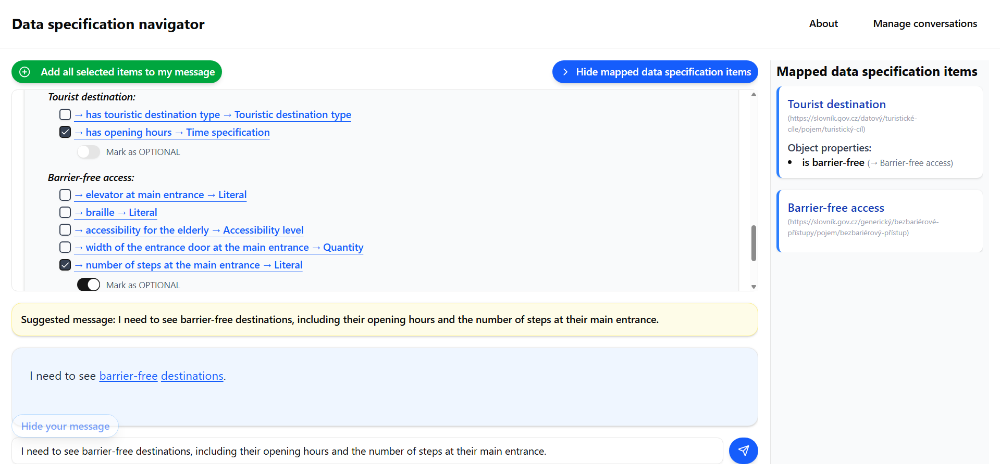 Data specification navigator
About
Manage conversations
Add all selected items to my message
Hide mapped data specification items
Tourist destination:
→ has touristic destination type → Touristic destination type
→ has opening hours → Time specification
Mark as OPTIONAL
Barrier-free access:
→ elevator at main entrance → Literal
→ braille → Literal
→ accessibility for the elderly → Accessibility level
→ width of the entrance door at the main entrance → Quantity
→ number of steps at the main entrance → Literal
Mark as OPTIONAL
Suggested message: I need to see barrier-free destinations, including their opening hours and the number of steps at their main entrance.
I need to see barrier-free destinations.
Hide your message
I need to see barrier-free destinations, including their opening hours and the number of steps at their main entrance.
Mapped data specification items
Tourist destination
(https://slovník.gov.cz/datový/turistické-
cíle/pojem/turistický-cíl)
Object properties:
• is barrier-free (→ Barrier-free access)
Barrier-free access
(https://slovník.gov.cz/generický/bezbariérové-
přístupy/pojem/bezbariérový-přístup)